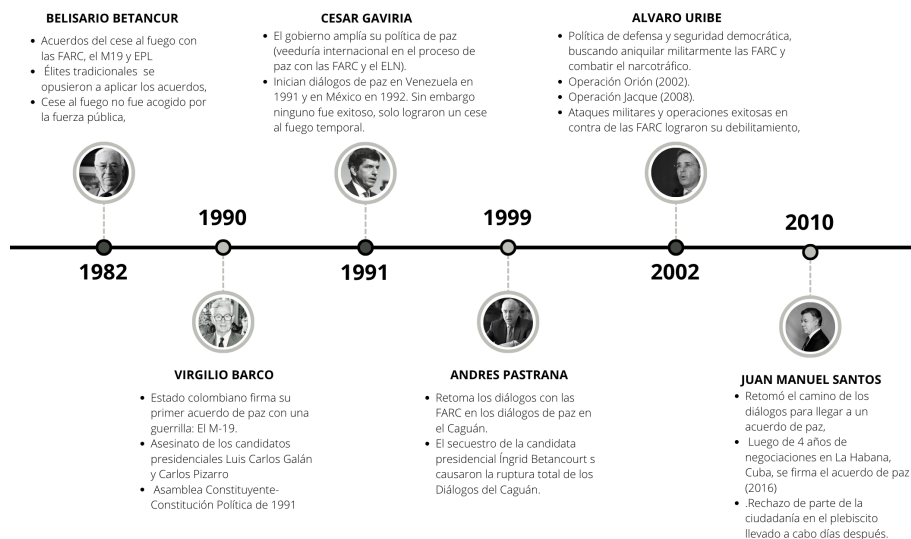 BELISARIO BETANCUR
Acuerdos del cese al fuego con
las FARC, el M19 y EPL
Élites tradicionales se
opusieron a aplicar los acuerdos,
Cese al fuego no fue acogido por
la fuerza pública,
1982
1990
VIRGILIO BARCO
Estado colombiano firma su
primer acuerdo de paz con una
guerrilla: El M-19.
Asesinato de los candidatos
presidenciales Luis Carlos Galán
y Carlos Pizarro
Asamblea Constituyente-
Constitución Política de 1991
CESAR GAVIRIA
El gobierno amplía su política de paz
(veeduría internacional en el proceso de
paz con las FARC y el ELN).
Inician diálogos de paz en Venezuela en
1991 y en México en 1992. Sin embargo
ninguno fue exitoso, solo lograron un cese
al fuego temporal.
1991
1999
ANDRES PASTRANA
Retoma los diálogos con las
FARC en los diálogos de paz en
el Caguán.
El secuestro de la candidata
presidencial Íngrid Betancourt s
causaron la ruptura total de los
Diálogos del Caguán.
ALVARO URIBE
Política de defensa y seguridad democrática,
buscando aniquilar militarmente las FARC y
combatir el narcotráfico.
Operación Orión (2002).
Operación Jacque (2008).
Ataques militares y operaciones exitosas en
contra de las FARC lograron su debilitamiento,
2002
2010
JUAN MANUEL SANTOS
Retomó el camino de los
diálogos para llegar a un
acuerdo de paz,
Luego de 4 años de
negociaciones en La Habana,
Cuba, se firma el acuerdo de paz
(2016)
.Rechazo de parte de la
ciudadanía en el plebiscito
llevado a cabo días después.